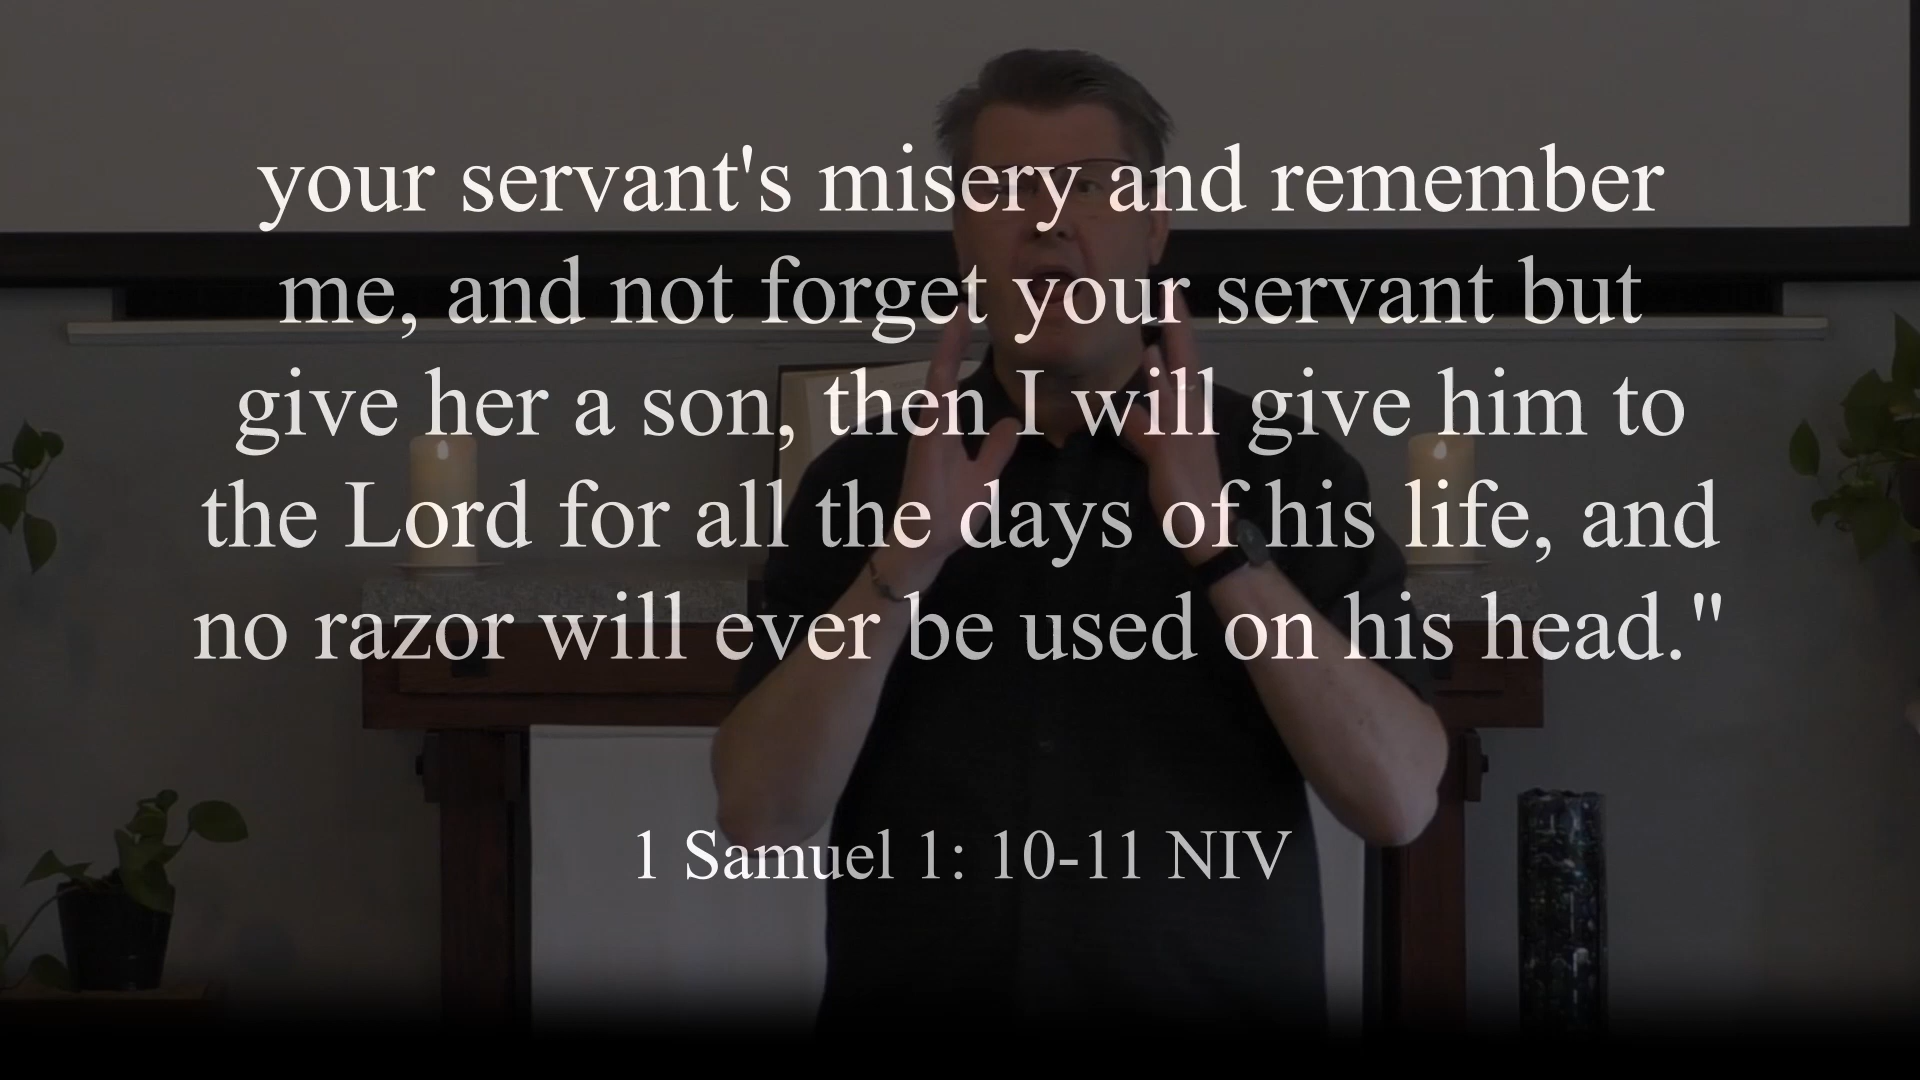 your servant's misery and remember
me, and not forget your servant but
give her a son, then I will give him to
the Lord for all the days of his life, and
no razor will ever be used on his head."
1 Samuel 1: 10-11 NIV